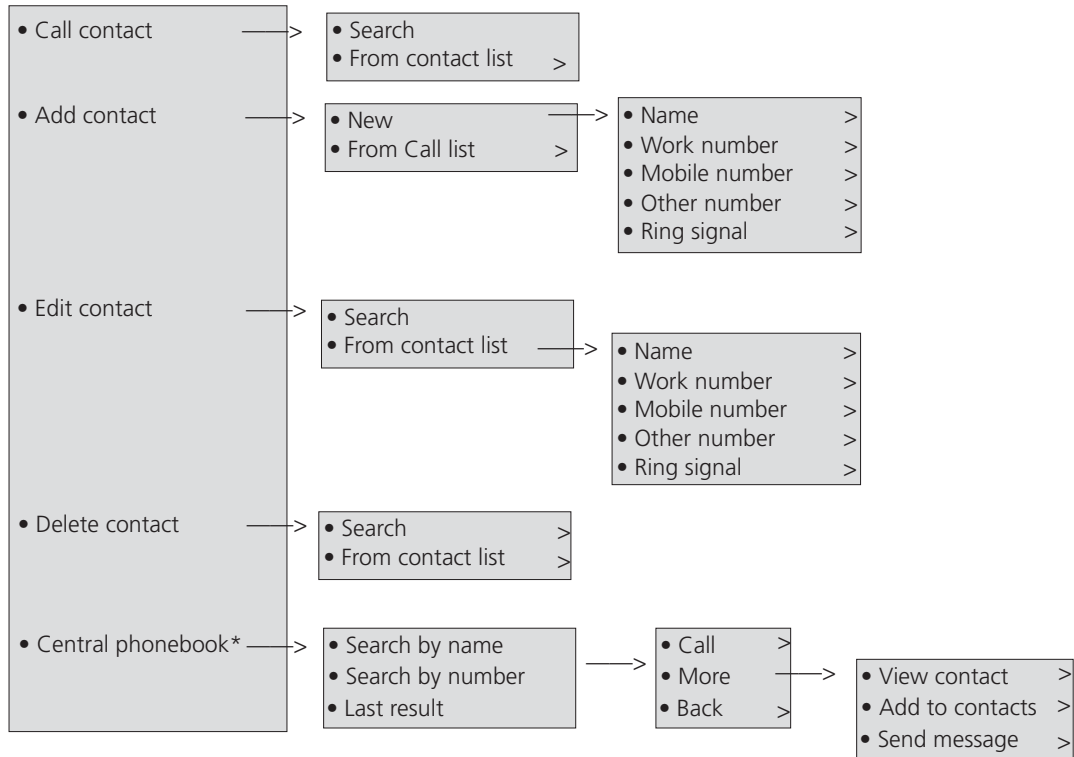 • Call contact ——> • Search
• From contact list >
• Add contact ——> • New ——> • Name >
• From Call list > • Work number >
• Mobile number >
• Other number >
• Ring signal >
• Edit contact ——> • Search
• From contact list ——> • Name >
• Work number >
• Mobile number >
• Other number >
• Ring signal >
• Delete contact ——> • Search >
• From contact list >
• Central phonebook* ——> • Search by name ——> • Call >
• Search by number • More ——> • View contact >
• Last result • Back > • Add to contacts >
• Send message >